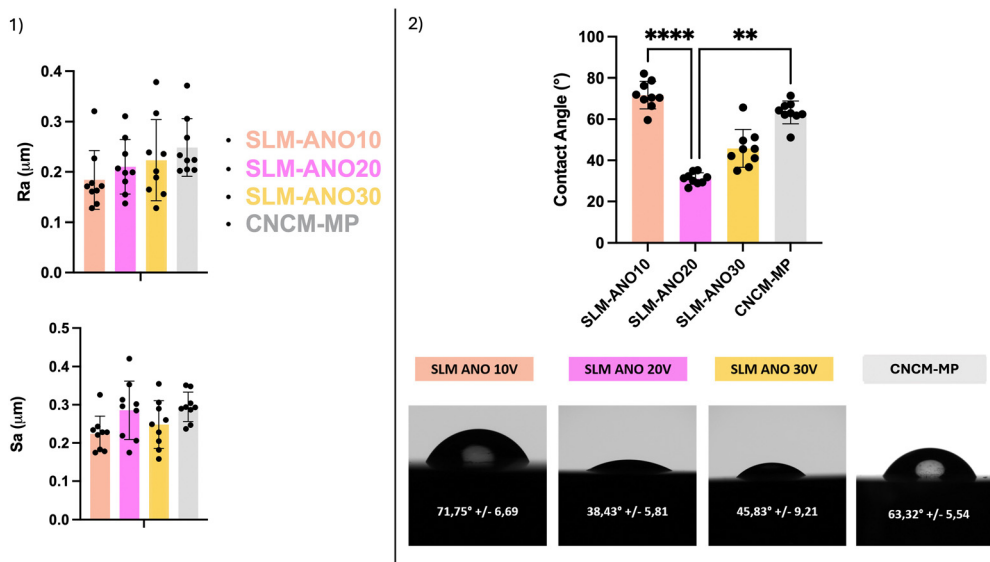 1)
Ra (μm)
0.4
0.3
0.2
0.1
0.0
SLM-ANO10
SLM-ANO20
SLM-ANO30
CNCM-MP
Sa (μm)
0.5
0.4
0.3
0.2
0.1
0.0
2)
Contact Angle (°)
100
80
60
40
20
0
**** **
SLM-ANO10
SLM-ANO20
SLM-ANO30
CNCM-MP
SLM ANO 10V
SLM ANO 20V
SLM ANO 30V
CNCM-MP
71,75° +/- 6,69
38,43° +/- 5,81
45,83° +/- 9,21
63,32° +/- 5,54